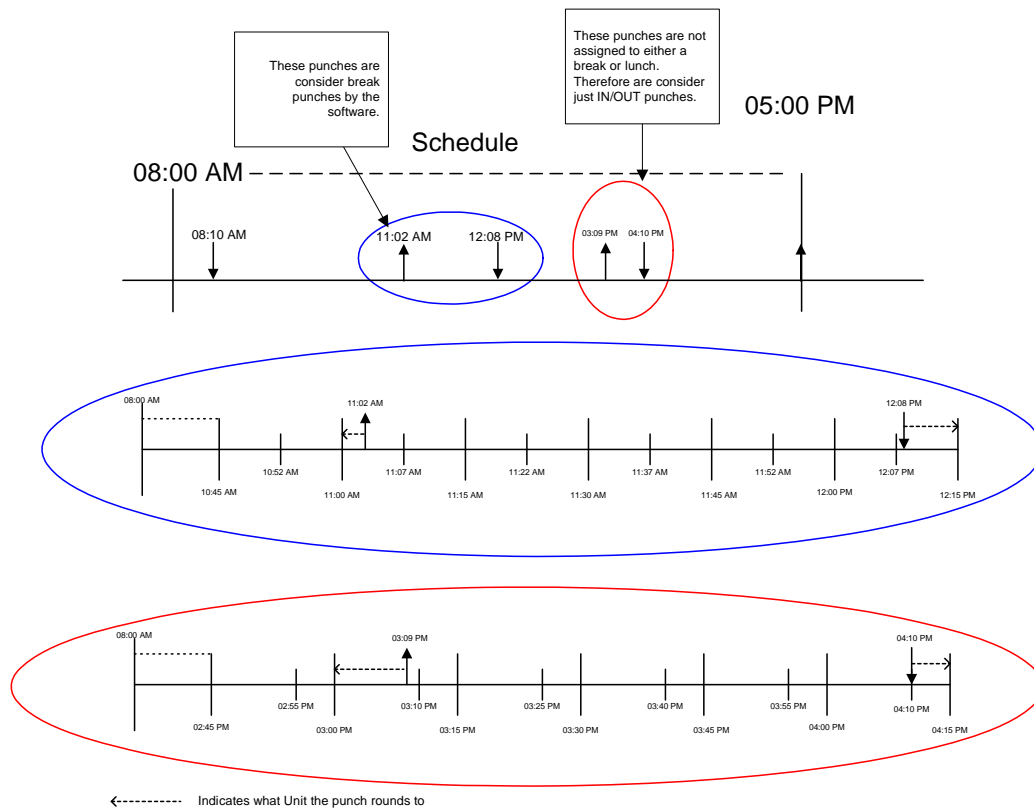 These punches are
consider break
punches by the
software.
These punches are not
assigned to either a
break or lunch.
Therefore are consider
just IN/OUT punches.
05:00 PM
Schedule
08:00 AM
08:10 AM
11:02 AM
12:08 PM
03:09 PM
04:10 PM
08:00 AM
11:02 AM
12:08 PM
10:52 AM
11:07 AM
11:22 AM
11:37 AM
11:52 AM
12:07 PM
10:45 AM
11:00 AM
11:15 AM
11:30 AM
11:45 AM
12:00 PM
12:15 PM
08:00 AM
03:09 PM
04:10 PM
02:55 PM
03:10 PM
03:25 PM
03:40 PM
03:55 PM
04:10 PM
02:45 PM
03:00 PM
03:15 PM
03:30 PM
03:45 PM
04:00 PM
04:15 PM
Indicates what Unit the punch rounds to